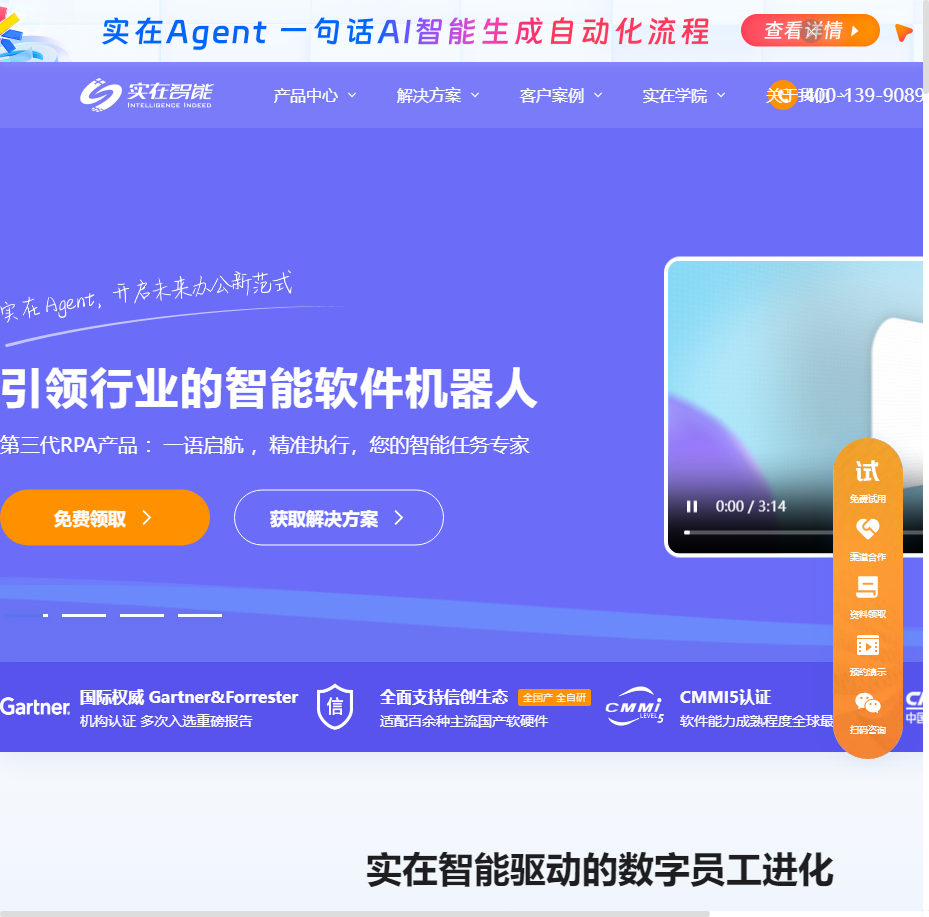 实在Agent 一句话AI智能生成自动化流程
查看详情
实在智能
INTELLIGENCE INDEED
产品中心
解决方案
客户案例
实在学院
关于我们
400-139-9089
实在 Agent, 开启未来办公新范式
引领行业的智能软件机器人
第三代RPA产品： 一语启航 ，精准执行，您的智能任务专家
免费领取
获取解决方案
0:00 / 3:14
试
免费试用
渠道合作
资料领取
预约演示
扫码咨询
Gartner.
国际权威 Gartner&Forrester
机构认证 多次入选重磅报告
信
全面支持信创生态
全国产 全自研
适配百余种主流国产软硬件
CMMI
LEVEL5
CMMI5认证
软件能力成熟程度全球最
中国
实在智能驱动的数字员工进化